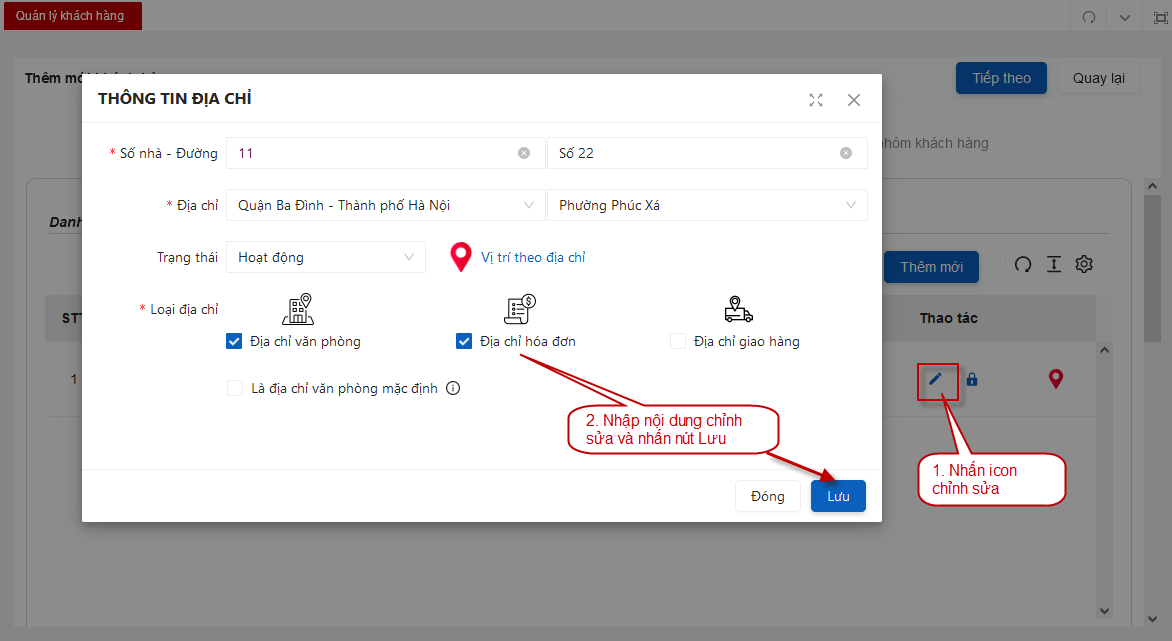 Quản lý khách hàng
Thêm mới
Tiếp theo
Quay lại
THÔNG TIN ĐỊA CHỈ
* Số nhà - Đường
11
Số 22
nhóm khách hàng
* Địa chỉ
Quận Ba Đình - Thành phố Hà Nội
Phường Phúc Xá
Danh
Trạng thái
Hoạt động
Vị trí theo địa chỉ
Thêm mới
* Loại địa chỉ
STT
Thao tác
Địa chỉ văn phòng
Địa chỉ hóa đơn
Địa chỉ giao hàng
1
Là địa chỉ văn phòng mặc định
2. Nhập nội dung chỉnh
sửa và nhấn nút Lưu
1. Nhấn icon
chỉnh sửa
Đóng
Lưu